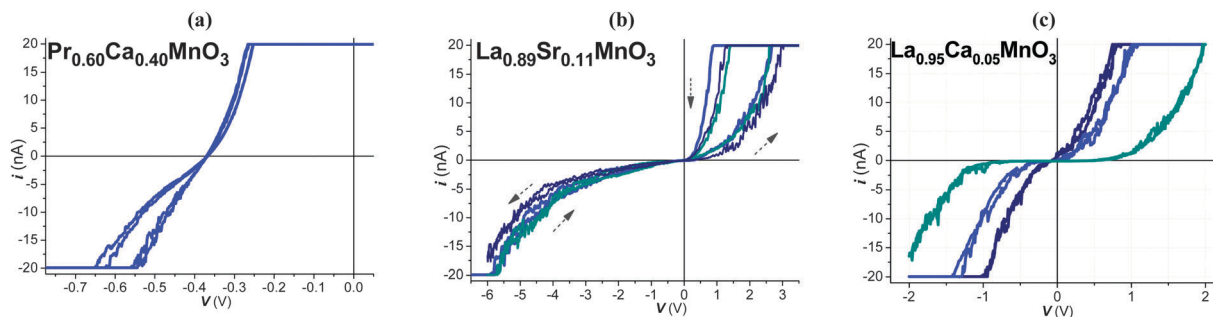 (a)
Pr0.60Ca0.40MnO3
20
15
10
5
0
-5
-10
-15
-20
i (nA)
-0.7 -0.6 -0.5 -0.4 -0.3 -0.2 -0.1 0.0
V (V)
(b)
La0.89Sr0.11MnO3
20
15
10
5
0
-5
-10
-15
-20
i (nA)
-6 -5 -4 -3 -2 -1 0 1 2 3
V (V)
(c)
La0.95Ca0.05MnO3
20
15
10
5
0
-5
-10
-15
-20
i (nA)
-2 -1 0 1 2
V (V)